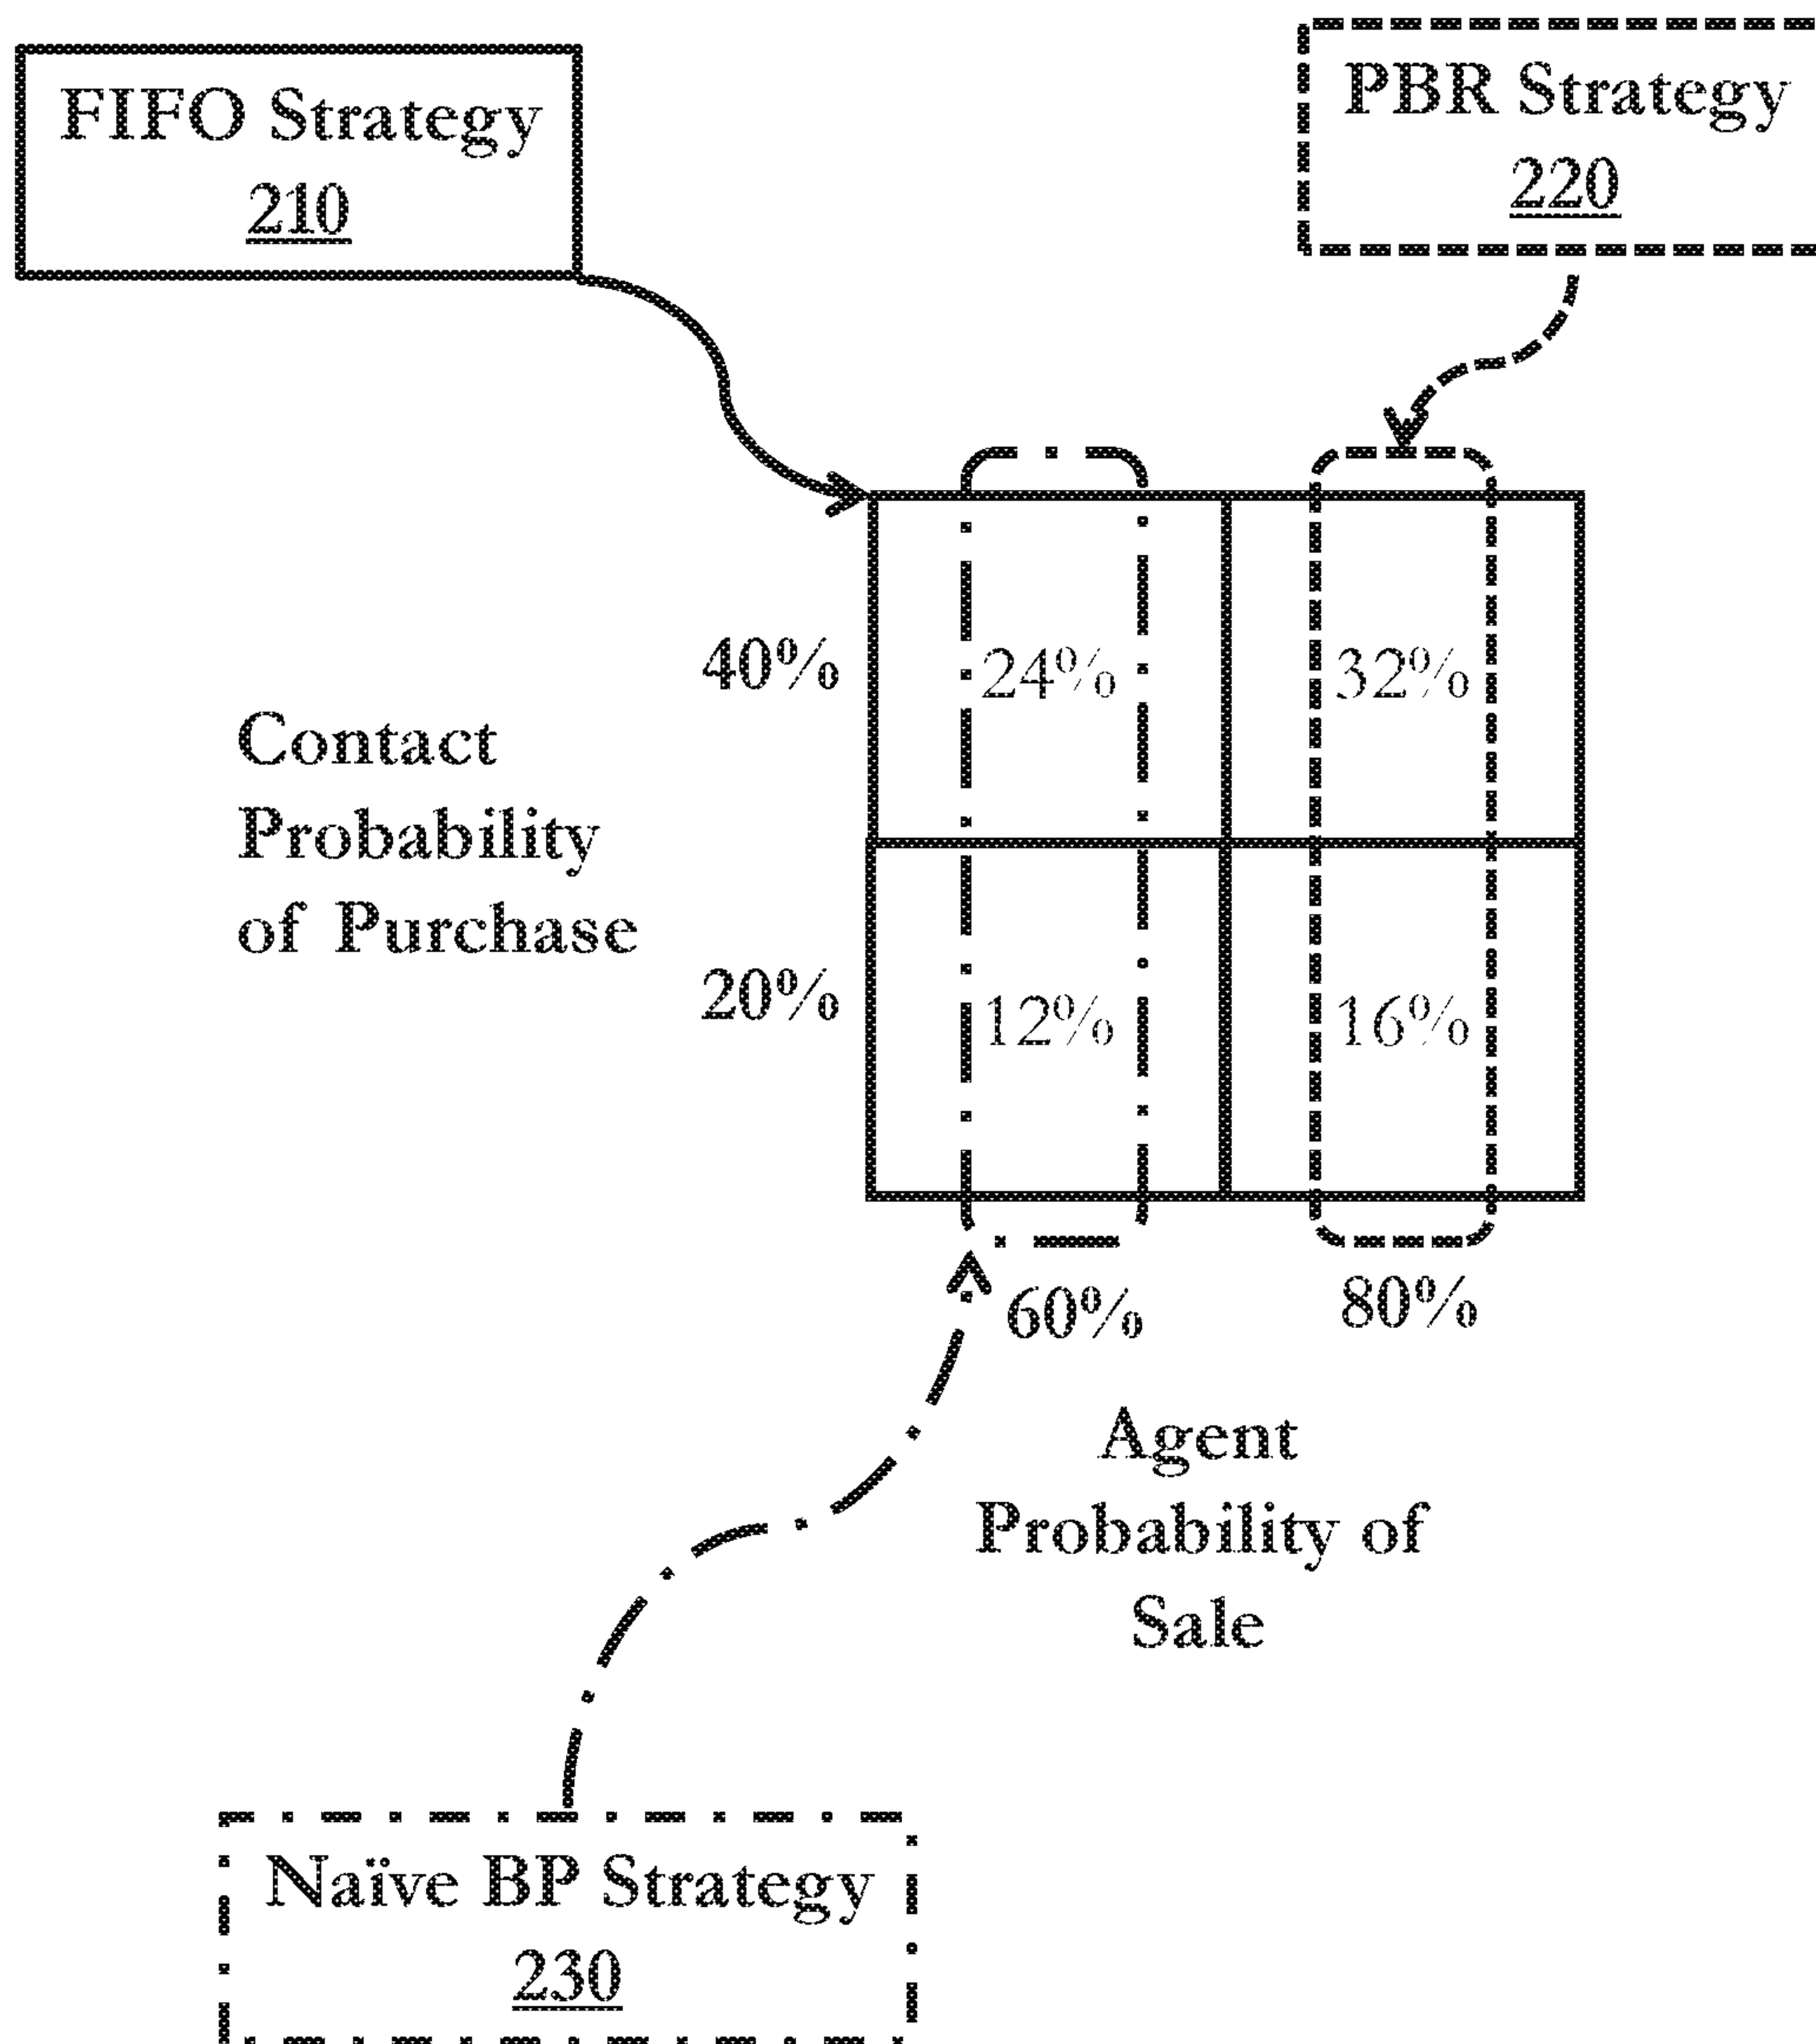 FIFO Strategy
210
PBR Strategy
220
40%
24%
32%
Contact
Probability
of Purchase
20%
12%
16%
60%
80%
Agent
Probability of
Sale
Naïve BP Strategy
230